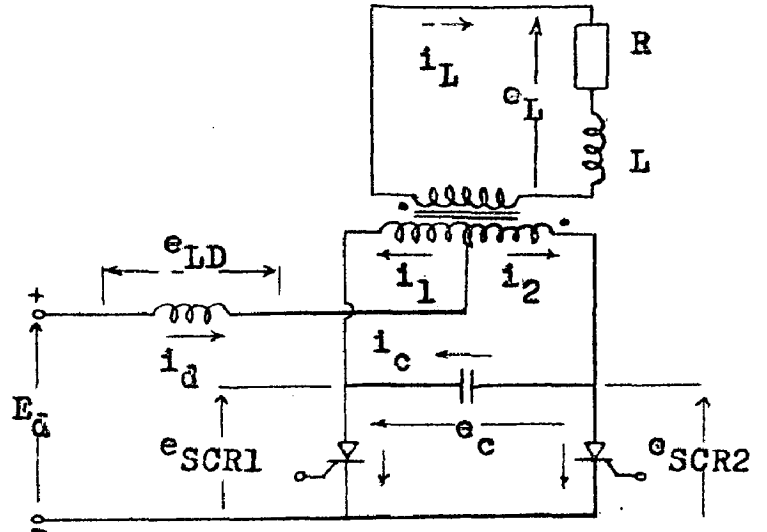 i_L
e_L
R
L
e_LD
i_1
i_2
+
i_d
i_c
E_d
e_SCR1
e_c
e_SCR2